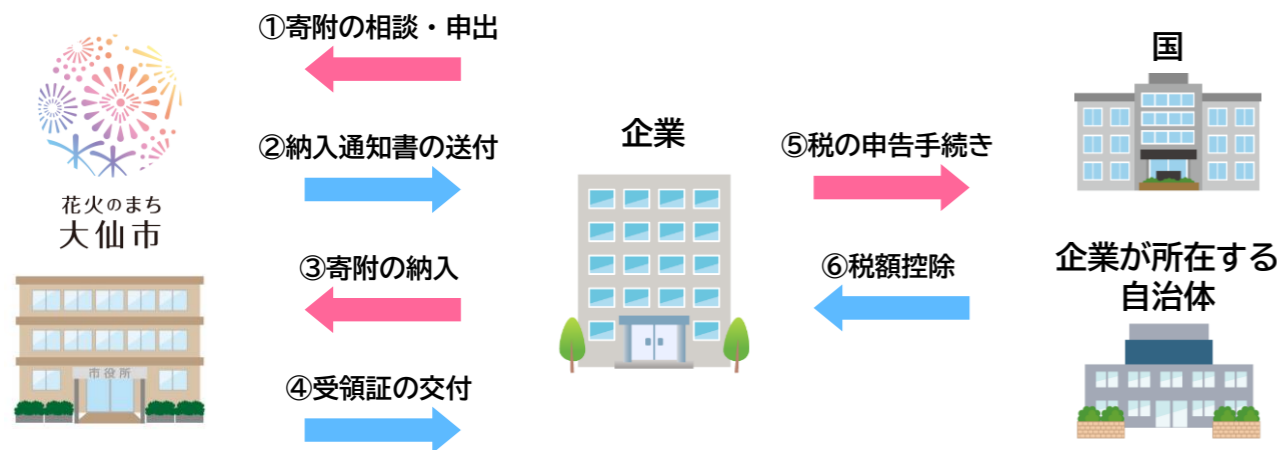 ①寄附の相談・申出
②納入通知書の送付
③寄附の納入
④受領証の交付
花火のまち
大仙市
市役所
企業
⑤税の申告手続き
⑥税額控除
国
企業が所在する
自治体